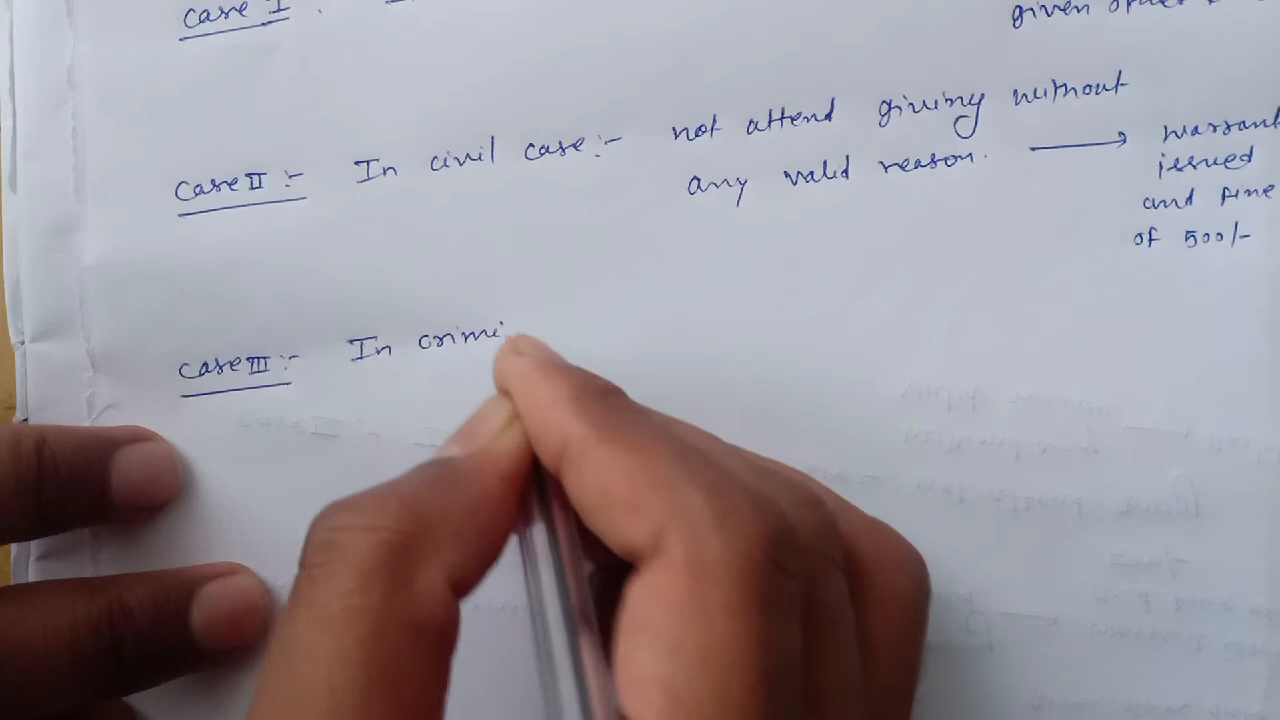 case I :
given other
case II :- In civil case :- not attend giving without
any valid reason. → warrant
issued
and fine
of 500/-
case III :- In crimi